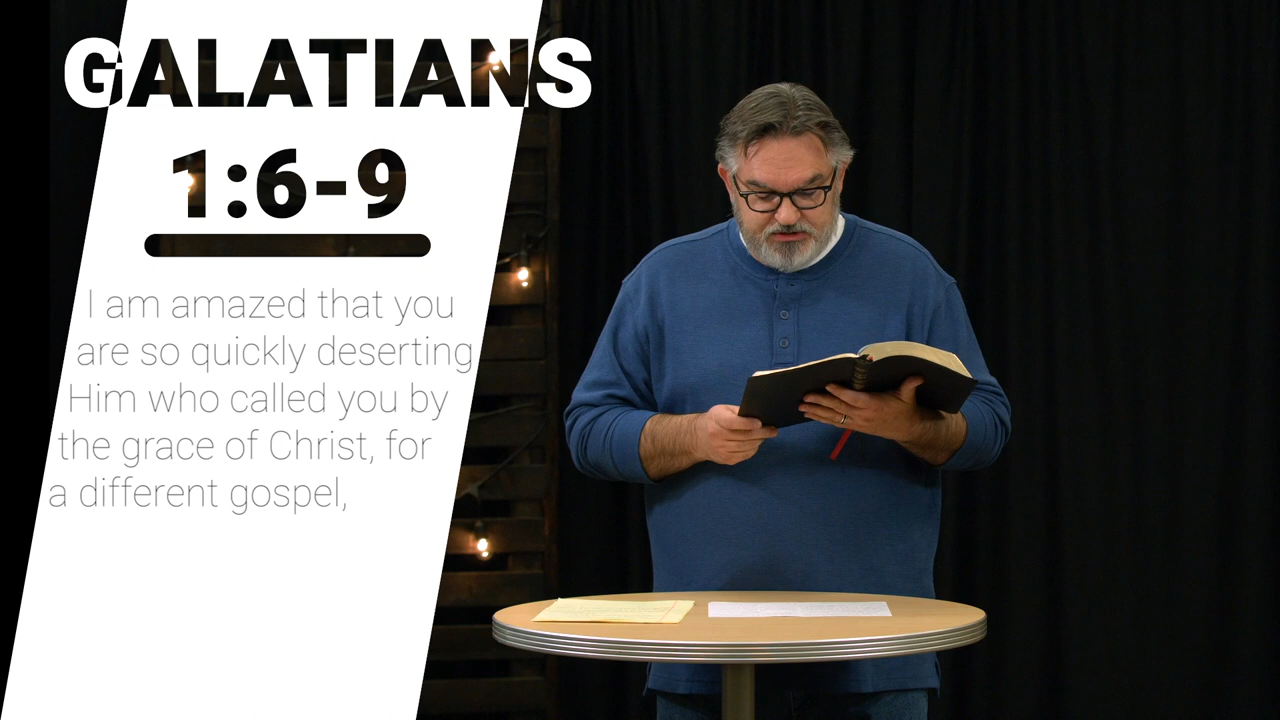 GALATIANS
1:6-9
I am amazed that you
are so quickly deserting
Him who called you by
the grace of Christ, for
a different gospel,